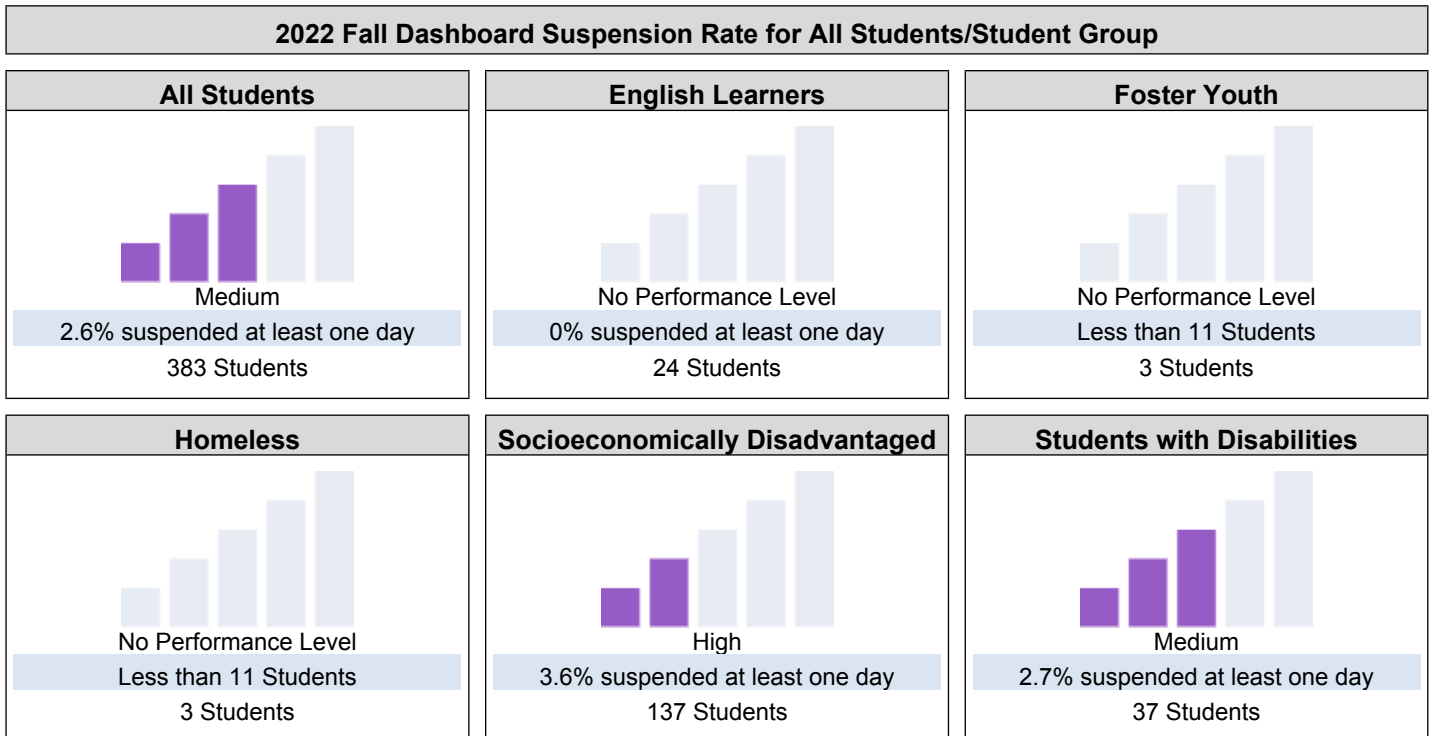 2022 Fall Dashboard Suspension Rate for All Students/Student Group
All Students
Medium
2.6% suspended at least one day
383 Students
English Learners
No Performance Level
0% suspended at least one day
24 Students
Foster Youth
No Performance Level
Less than 11 Students
3 Students
Homeless
No Performance Level
Less than 11 Students
3 Students
Socioeconomically Disadvantaged
High
3.6% suspended at least one day
137 Students
Students with Disabilities
Medium
2.7% suspended at least one day
37 Students